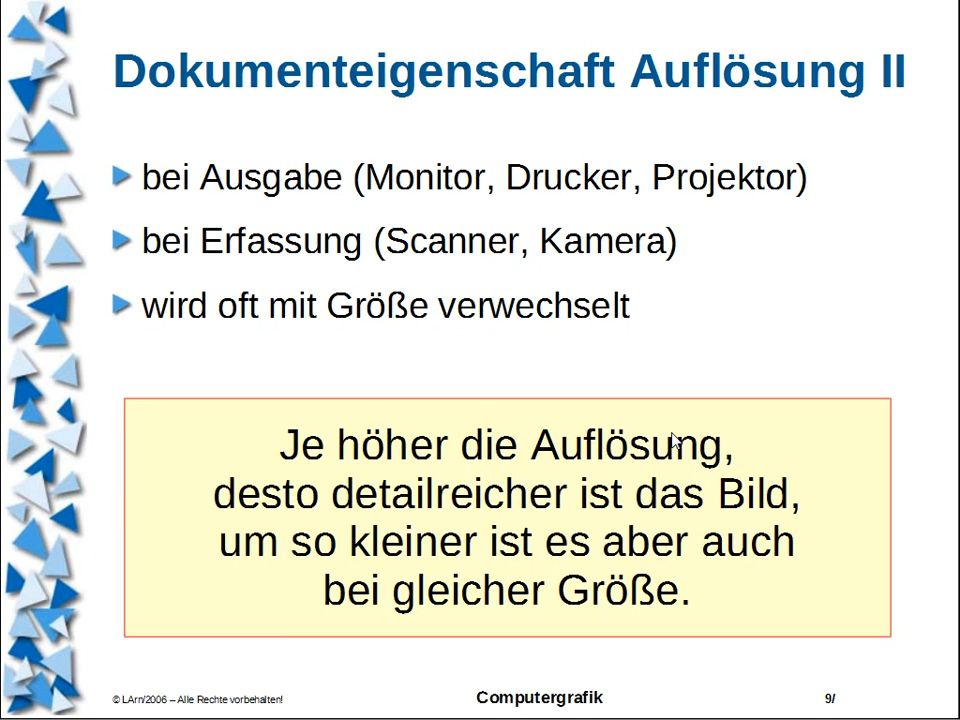 Dokumenteigenschaft Auflösung II
bei Ausgabe (Monitor, Drucker, Projektor)
bei Erfassung (Scanner, Kamera)
wird oft mit Größe verwechselt
Je höher die Auflösung,
desto detailreicher ist das Bild,
um so kleiner ist es aber auch
bei gleicher Größe.
© LArn/2006 – Alle Rechte vorbehalten! Computergrafik 9/